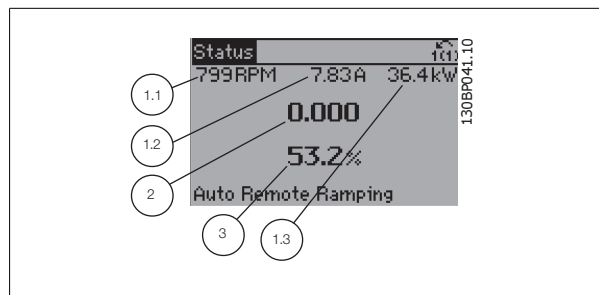 Status
1(1)
799RPM 7.83A 36.4kW
0.000
53.2%
Auto Remote Ramping
1.1
1.2
2
3
1.3
130BP041.10